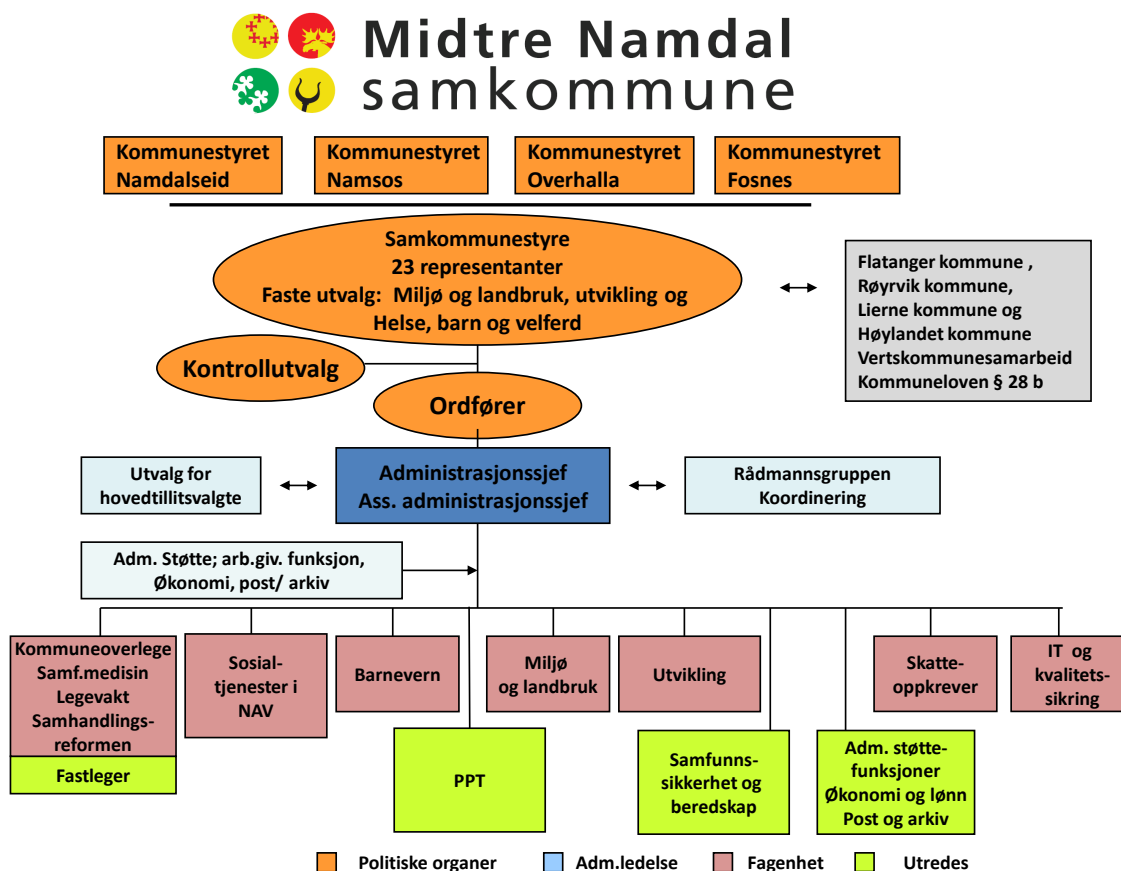 Midtre Namdal
samkommune
Kommunestyret
Namdalseid
Kommunestyret
Namsos
Kommunestyret
Overhalla
Kommunestyret
Fosnes
Samkommunestyre
23 representanter
Faste utvalg: Miljø og landbruk, utvikling og
Helse, barn og velferd
Flatanger kommune ,
Røyrvik kommune,
Lierne kommune og
Høylandet kommune
Vertskommunesamarbeid
Kommuneloven § 28 b
Kontrollutvalg
Ordfører
Utvalg for
hovedtillitsvalgte
Administrasjonssjef
Ass. administrasjonssjef
Rådmannsgruppen
Koordinering
Adm. Støtte; arb.giv. funksjon,
Økonomi, post/ arkiv
Kommuneoverlege
Samf.medisin
Legevakt
Samhandlings-
reformen
Fastleger
Sosial-
tjenester i
NAV
Barnevern
Miljø
og landbruk
Utvikling
Skatte-
oppkrever
IT og
kvalitets-
sikring
PPT
Samfunns-
sikkerhet og
beredskap
Adm. støtte-
funksjoner
Økonomi og lønn
Post og arkiv
Politiske organer
Adm.ledelse
Fagenhet
Utredes